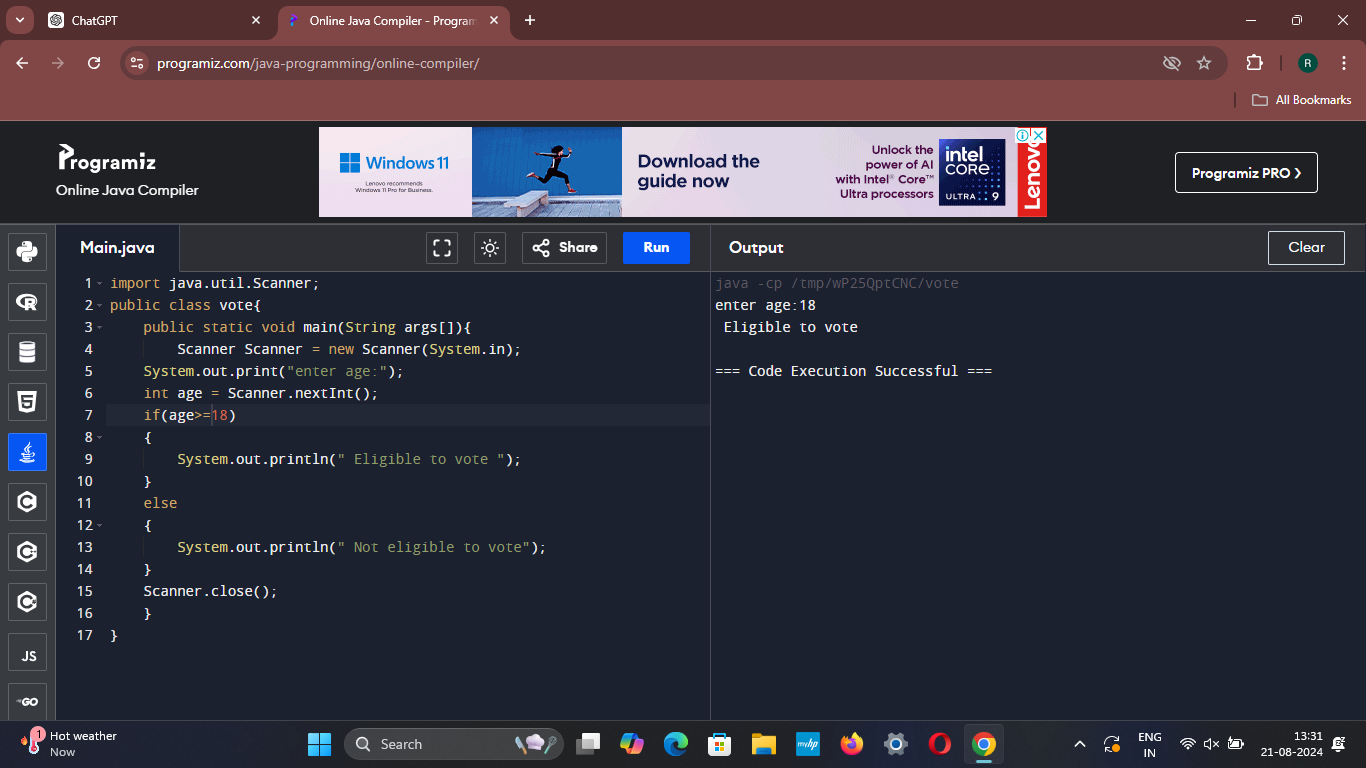 ChatGPT
Online Java Compiler - Program
programiz.com/java-programming/online-compiler/
R
All Bookmarks
Programiz
Online Java Compiler
Windows 11
Lenovo recommends
Windows 11 Pro for Business.
Download the
guide now
Unlock the
power of AI
with Intel® Core™
Ultra processors
intel
CORE
ULTRA 9
Lenovo
Programiz PRO
Main.java
Share
Run
Output
Clear
1 import java.util.Scanner;
2 public class vote{
3     public static void main(String args[]){
4         Scanner Scanner = new Scanner(System.in);
5     System.out.print("enter age:");
6     int age = Scanner.nextInt();
7     if(age>=18)
8     {
9         System.out.println(" Eligible to vote ");
10     }
11     else
12     {
13         System.out.println(" Not eligible to vote");
14     }
15     Scanner.close();
16     }
17 }
java -cp /tmp/wP25QptCNC/vote
enter age:18
 Eligible to vote
=== Code Execution Successful ===
R
5
C
C
C
JS
GO
1
Hot weather
Now
Search
myhp
ENG
IN
13:31
21-08-2024